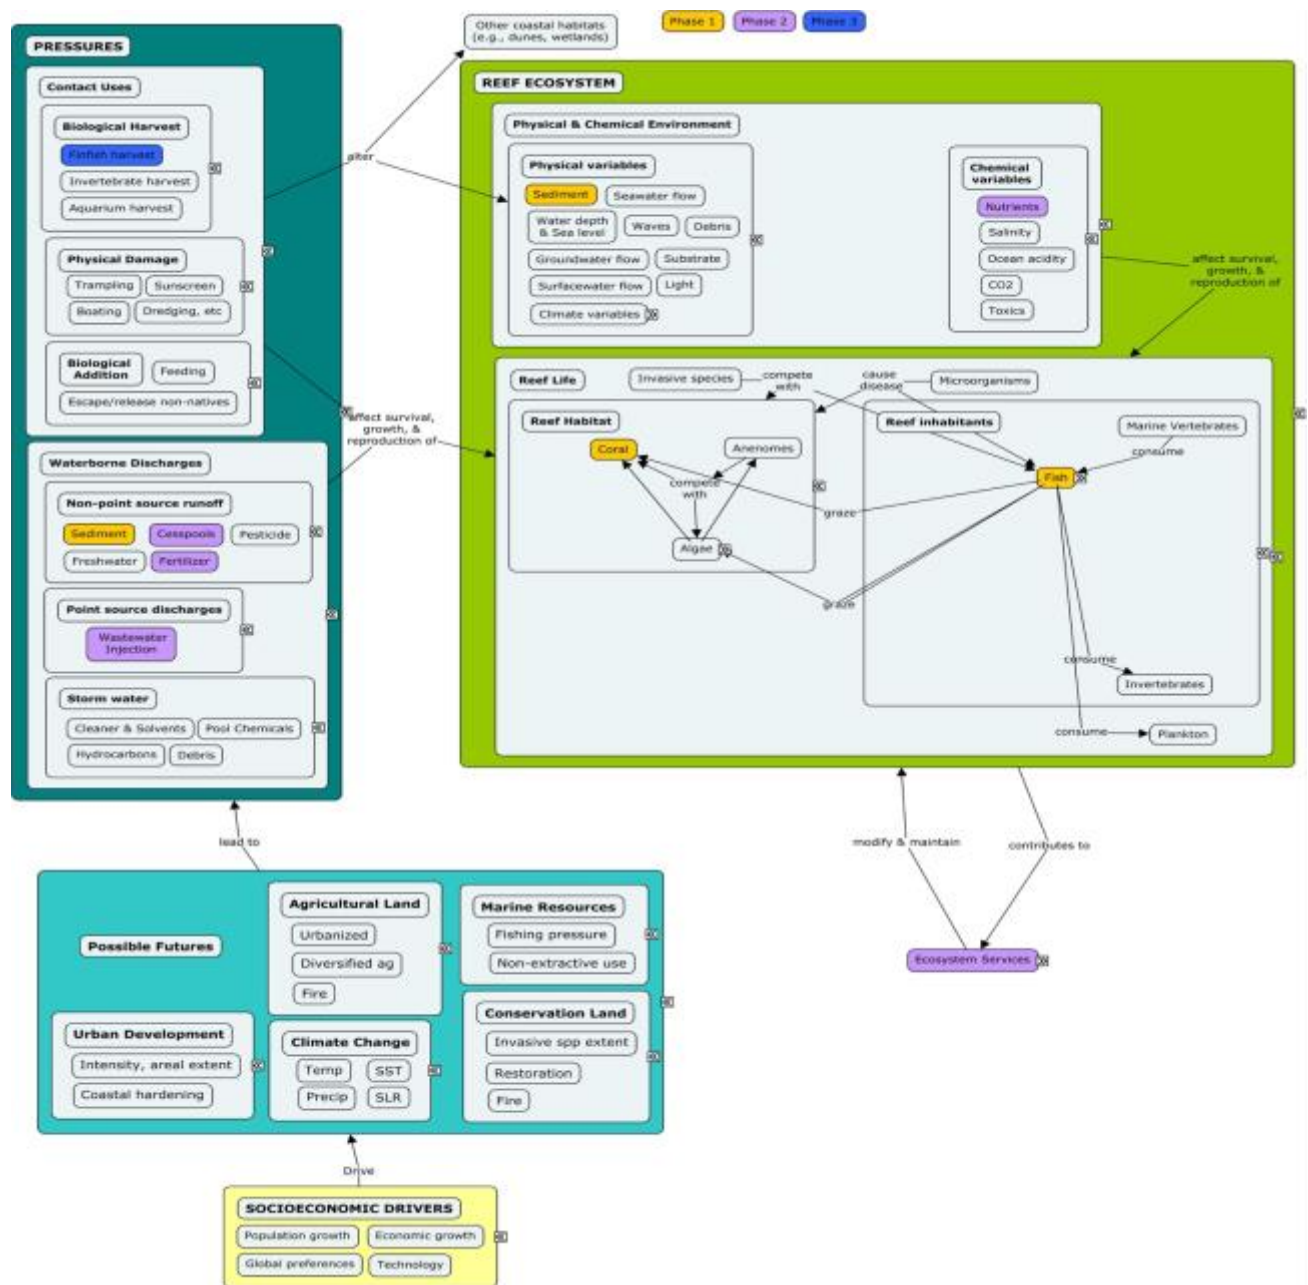 Other coastal habitats
(e.g., dunes, wetlands)
Phase 1
Phase 2
Phase 3
PRESSURES
Contact Uses
Biological Harvest
Finfish harvest
Invertebrate harvest
Aquarium harvest
Physical Damage
Trampling
Sunscreen
Boating
Dredging, etc
Biological
Addition
Feeding
Escape/release non-natives
Waterborne Discharges
Non-point source runoff
Sediment
Cesspools
Pesticide
Freshwater
Fertilizer
Point source discharges
Wastewater
Injection
Storm water
Cleaner & Solvents
Pool Chemicals
Hydrocarbons
Debris
alter
affect survival,
growth, &
reproduction of
REEF ECOSYSTEM
Physical & Chemical Environment
Physical variables
Sediment
Seawater flow
Water depth
& Sea level
Waves
Debris
Groundwater flow
Substrate
Surfacewater flow
Light
Climate variables
Chemical
variables
Nutrients
Salinity
Ocean acidity
CO2
Toxics
affect survival,
growth, &
reproduction of
Reef Life
Invasive species
compete
with
cause
disease
Microorganisms
Reef Habitat
Coral
Anenomes
compete
with
Algae
Reef inhabitants
Marine Vertebrates
consume
Fish
graze
graze
consume
Invertebrates
consume
Plankton
lead to
modify & maintain
contributes to
Ecosystem Services
Possible Futures
Agricultural Land
Urbanized
Diversified ag
Fire
Marine Resources
Fishing pressure
Non-extractive use
Urban Development
Intensity, areal extent
Coastal hardening
Climate Change
Temp
SST
Precip
SLR
Conservation Land
Invasive spp extent
Restoration
Fire
Drive
SOCIOECONOMIC DRIVERS
Population growth
Economic growth
Global preferences
Technology